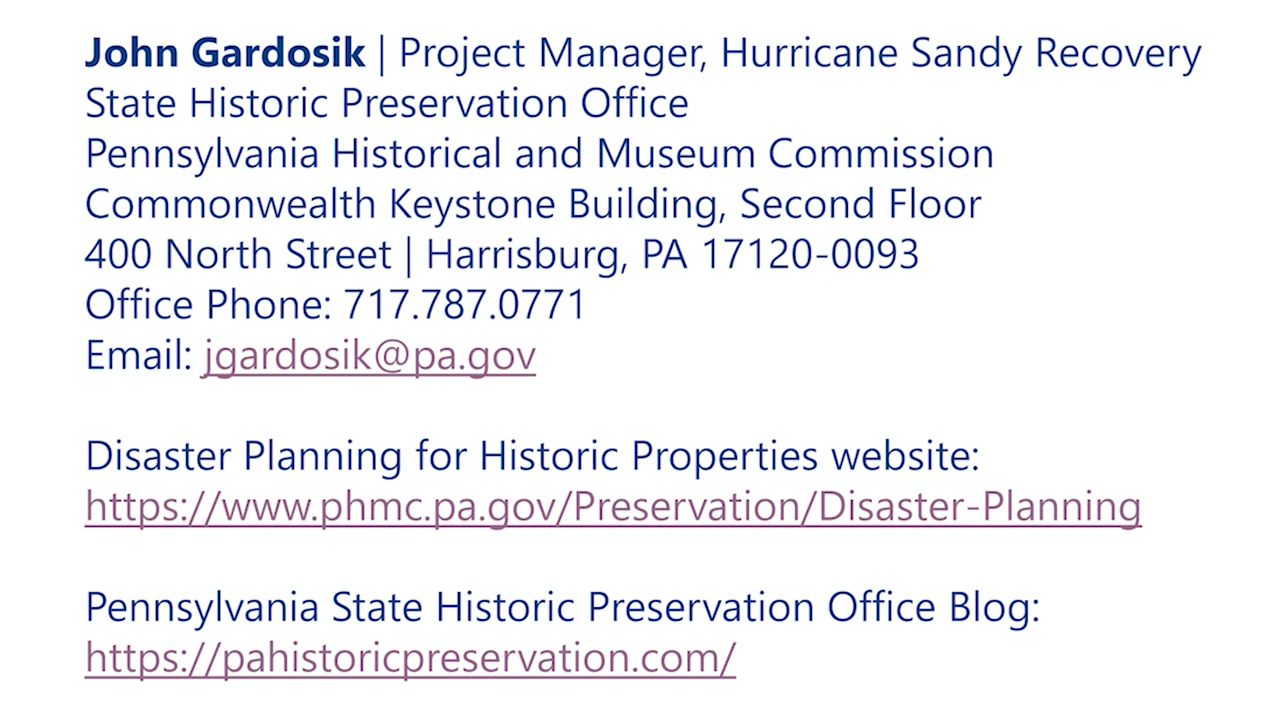 John Gardosik | Project Manager, Hurricane Sandy Recovery
State Historic Preservation Office
Pennsylvania Historical and Museum Commission
Commonwealth Keystone Building, Second Floor
400 North Street | Harrisburg, PA 17120-0093
Office Phone: 717.787.0771
Email: jgardosik@pa.gov
Disaster Planning for Historic Properties website:
https://www.phmc.pa.gov/Preservation/Disaster-Planning
Pennsylvania State Historic Preservation Office Blog:
https://pahistoricpreservation.com/